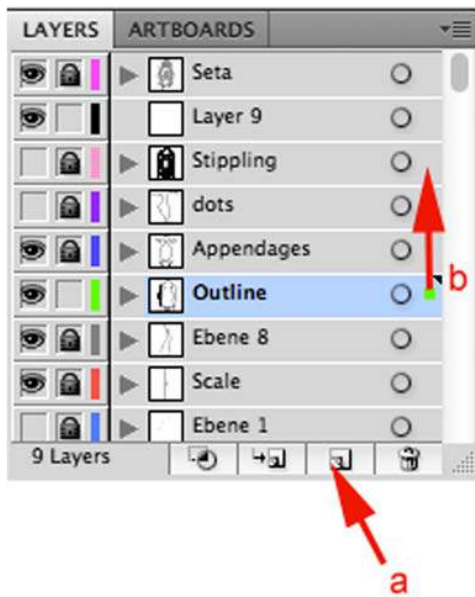 LAYERS ARTBOARDS
Seta
Layer 9
Stippling
dots
Appendages
b
Outline
Ebene 8
Scale
Ebene 1
9 Layers
a